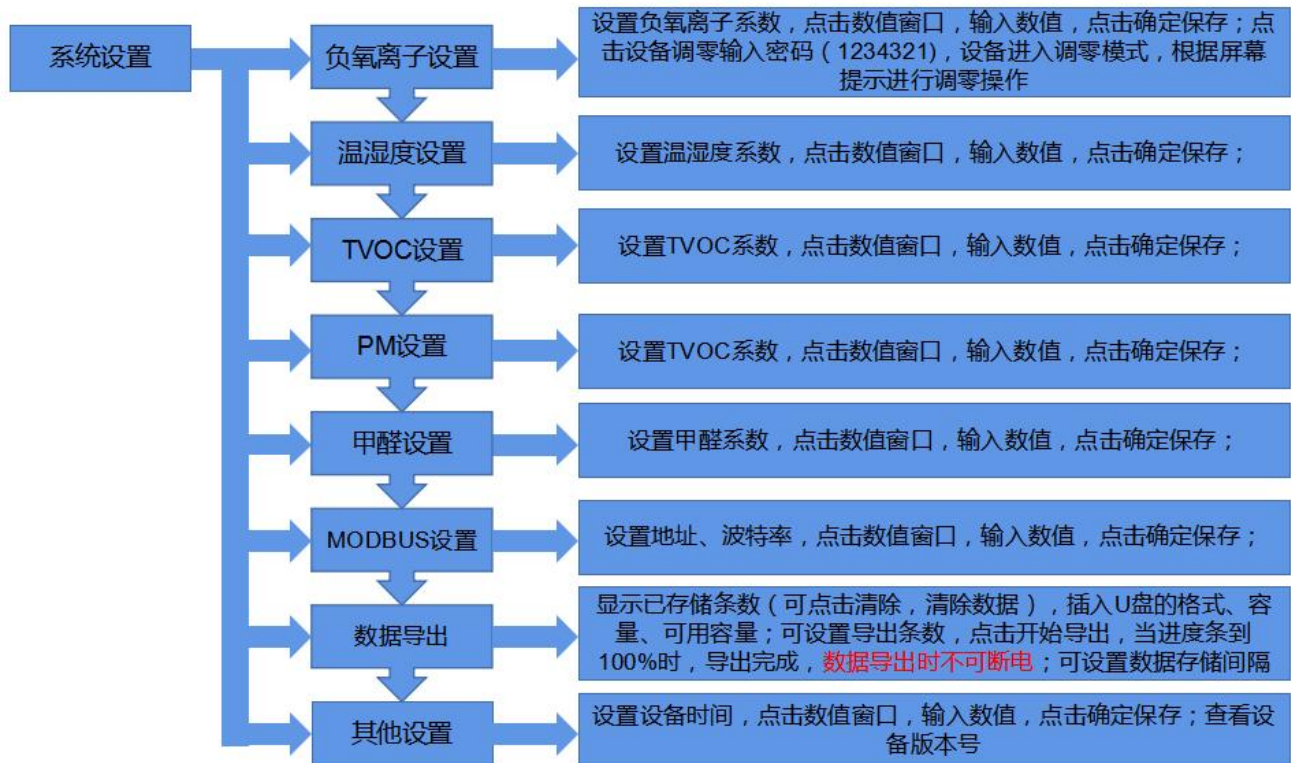 系统设置
负氧离子设置
设置负氧离子系数，点击数值窗口，输入数值，点击确定保存；点
击设备调零输入密码（1234321)，设备进入调零模式，根据屏幕
提示进行调零操作
温湿度设置
设置温湿度系数，点击数值窗口，输入数值，点击确定保存；
TVOC设置
设置TVOC系数，点击数值窗口，输入数值，点击确定保存；
PM设置
设置TVOC系数，点击数值窗口，输入数值，点击确定保存；
甲醛设置
设置甲醛系数，点击数值窗口，输入数值，点击确定保存；
MODBUS设置
设置地址、波特率，点击数值窗口，输入数值，点击确定保存；
数据导出
显示已存储条数（可点击清除，清除数据），插入U盘的格式、容
量、可用容量；可设置导出条数，点击开始导出，当进度条到
100%时，导出完成，数据导出时不可断电；可设置数据存储间隔
其他设置
设置设备时间，点击数值窗口，输入数值，点击确定保存；查看设
备版本号